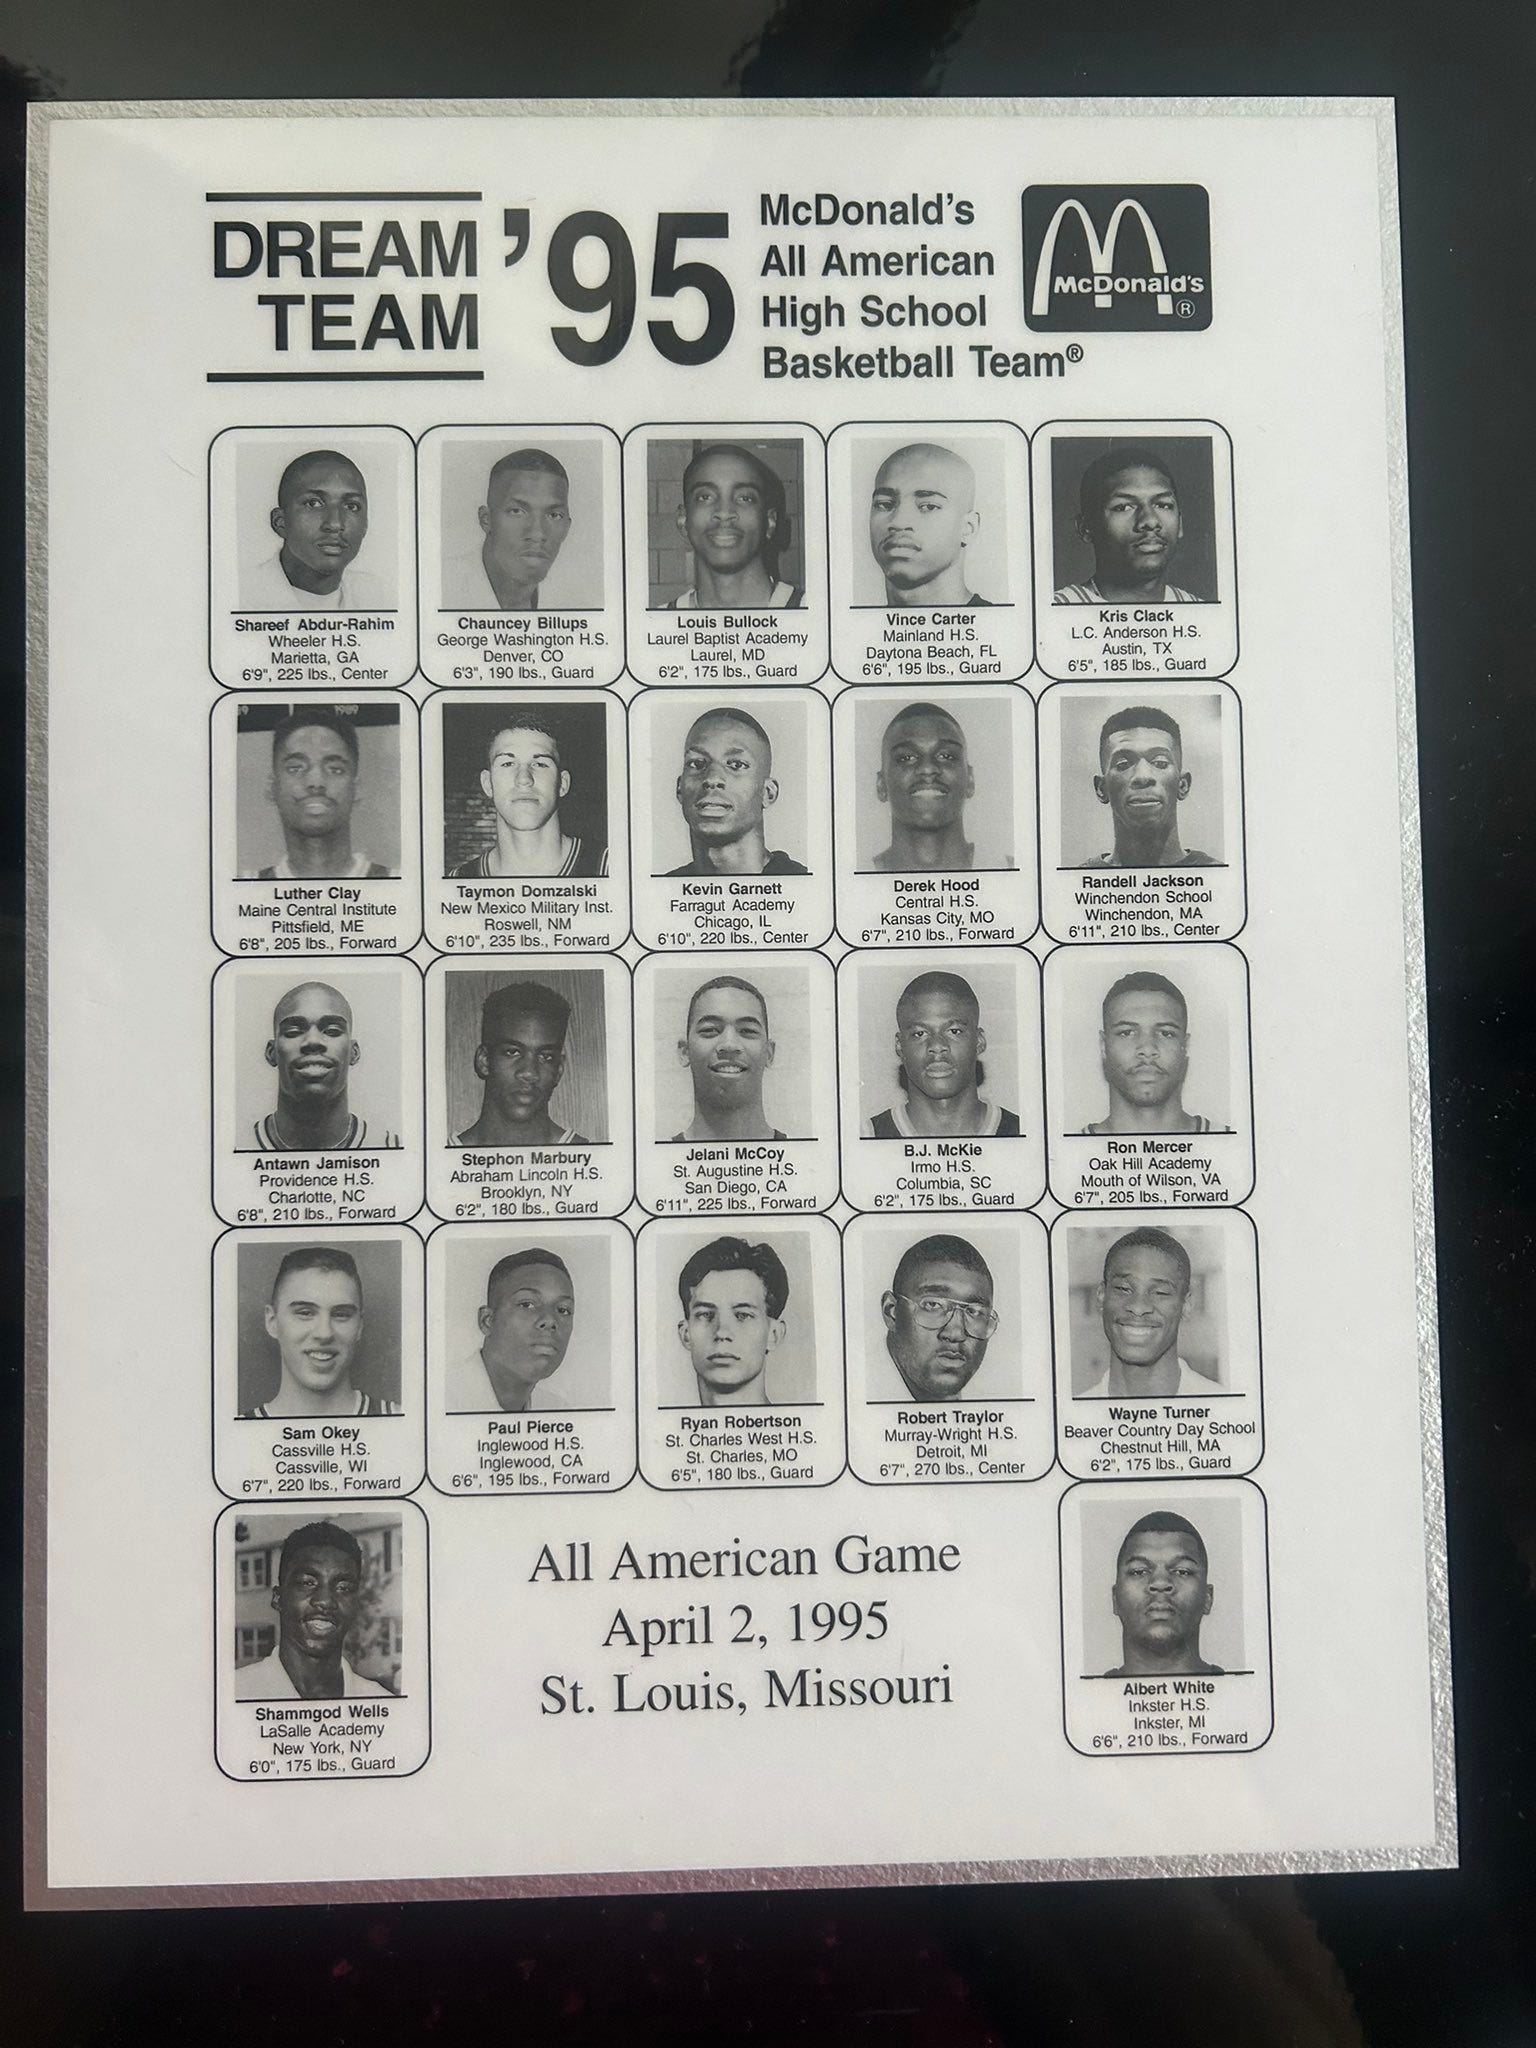 DREAM
TEAM
'95
McDonald's
All American
High School
Basketball Team®
McDonald's
®
Shareef Abdur-Rahim
Wheeler H.S.
Marietta, GA
6'9", 225 lbs., Center
Chauncey Billups
George Washington H.S.
Denver, CO
6'3", 190 lbs., Guard
Louis Bullock
Laurel Baptist Academy
Laurel, MD
6'2", 175 lbs., Guard
Vince Carter
Mainland H.S.
Daytona Beach, FL
6'6", 195 lbs., Guard
Kris Clack
L.C. Anderson H.S.
Austin, TX
6'5", 185 lbs., Guard
1989
Luther Clay
Maine Central Institute
Pittsfield, ME
6'8", 205 lbs., Forward
Taymon Domzalski
New Mexico Military Inst.
Roswell, NM
6'10", 235 lbs., Forward
Kevin Garnett
Farragut Academy
Chicago, IL
6'10", 220 lbs., Center
Derek Hood
Central H.S.
Kansas City, MO
6'7", 210 lbs., Forward
Randell Jackson
Winchendon School
Winchendon, MA
6'11", 210 lbs., Center
Antawn Jamison
Providence H.S.
Charlotte, NC
6'8", 210 lbs., Forward
Stephon Marbury
Abraham Lincoln H.S.
Brooklyn, NY
6'2", 180 lbs., Guard
Jelani McCoy
St. Augustine H.S.
San Diego, CA
6'11", 225 lbs., Forward
B.J. McKie
Irmo H.S.
Columbia, SC
6'2", 175 lbs., Guard
Ron Mercer
Oak Hill Academy
Mouth of Wilson, VA
6'7", 205 lbs., Forward
Sam Okey
Cassville H.S.
Cassville, WI
6'7", 220 lbs., Forward
Paul Pierce
Inglewood H.S.
Inglewood, CA
6'6", 195 lbs., Forward
Ryan Robertson
St. Charles West H.S.
St. Charles, MO
6'5", 180 lbs., Guard
Robert Traylor
Murray-Wright H.S.
Detroit, MI
6'7", 270 lbs., Center
Wayne Turner
Beaver Country Day School
Chestnut Hill, MA
6'2", 175 lbs., Guard
Shammgod Wells
LaSalle Academy
New York, NY
6'0", 175 lbs., Guard
All American Game
April 2, 1995
St. Louis, Missouri
Albert White
Inkster H.S.
Inkster, MI
6'6", 210 lbs., Forward